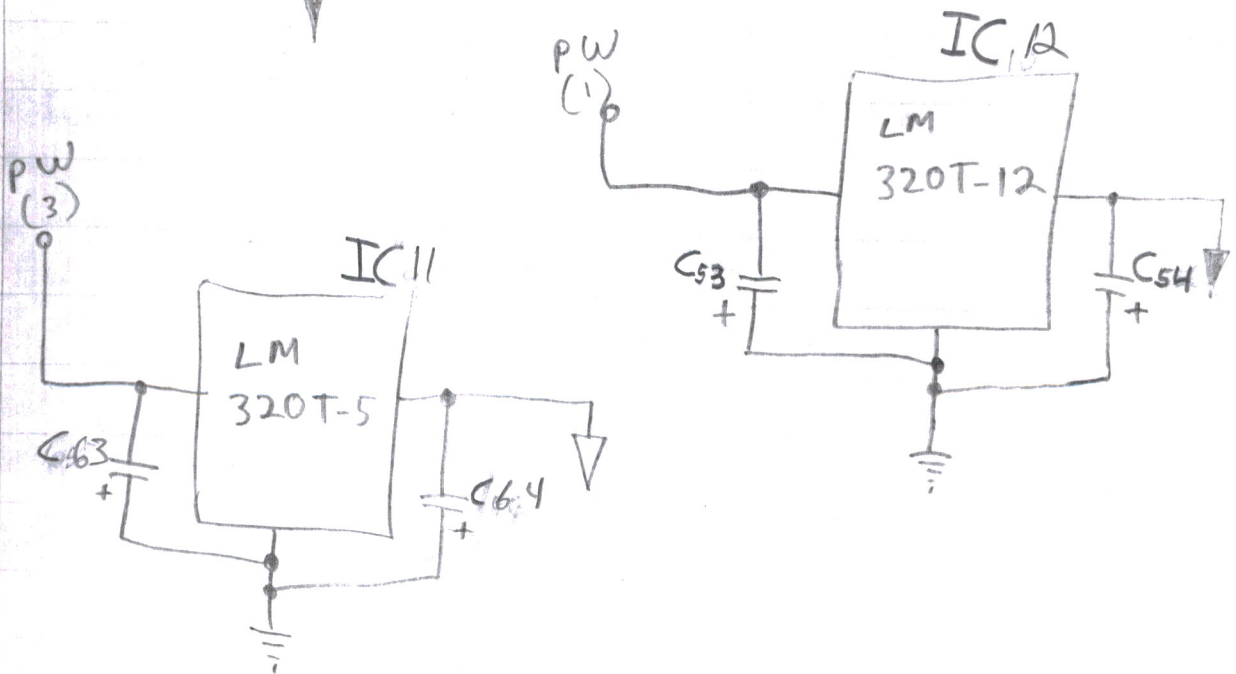 PW
(3)
IC11
LM
320T-5
C63
+
C64
+
PW
(1)
IC12
LM
320T-12
C53
+
C54
+